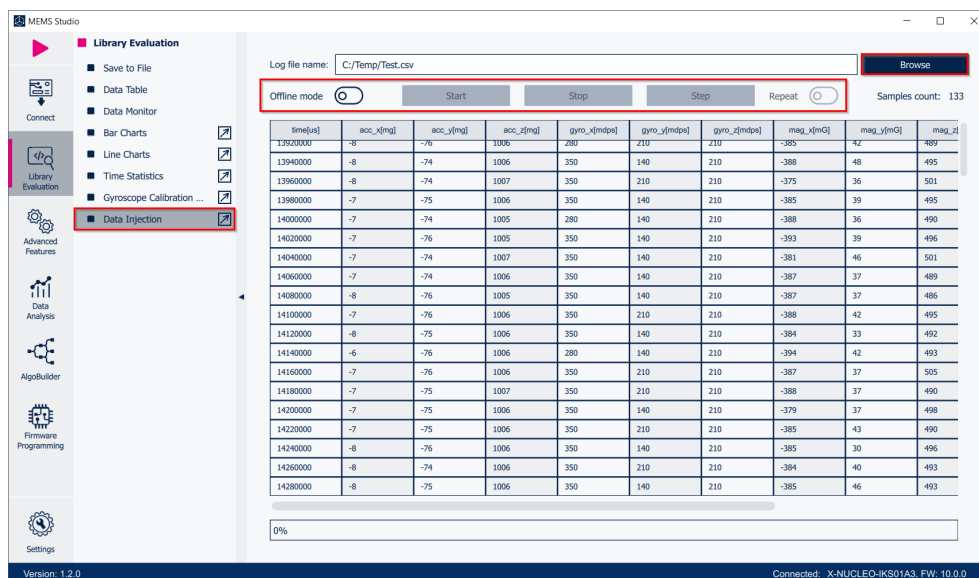 MEMS Studio
Library Evaluation
Save to File
Data Table
Data Monitor
Bar Charts
Line Charts
Time Statistics
Gyroscope Calibration ...
Data Injection
Connect
Library
Evaluation
Advanced
Features
Data
Analysis
AlgoBuilder
Firmware
Programming
Settings
Log file name: C:/Temp/Test.csv Browse
Offline mode Start Stop Step Repeat Samples count: 133
time[us] acc_x[mg] acc_y[mg] acc_z[mg] gyro_x[mdps] gyro_y[mdps] gyro_z[mdps] mag_x[mG] mag_y[mG] mag_z[
13920000 -8 -76 1006 280 210 210 -385 42 489
13940000 -8 -74 1006 350 140 210 -388 48 495
13960000 -8 -74 1007 350 210 210 -375 36 501
13980000 -7 -75 1006 350 140 210 -385 39 495
14000000 -7 -74 1005 280 140 210 -388 36 490
14020000 -7 -76 1005 350 140 210 -393 39 496
14040000 -7 -74 1007 350 140 210 -381 46 501
14060000 -7 -74 1006 350 140 210 -387 37 489
14080000 -8 -76 1005 350 140 210 -387 37 486
14100000 -7 -76 1006 350 210 210 -388 42 495
14120000 -8 -75 1006 350 140 210 -384 33 492
14140000 -6 -76 1006 280 140 210 -394 42 493
14160000 -7 -76 1006 350 210 210 -387 37 505
14180000 -7 -75 1007 350 210 210 -388 37 490
14200000 -7 -75 1006 350 140 210 -379 37 498
14220000 -7 -75 1006 350 210 210 -385 43 490
14240000 -8 -76 1006 350 140 210 -385 30 496
14260000 -8 -74 1006 350 210 210 -384 40 493
14280000 -8 -75 1006 350 140 210 -385 46 493
0%
Version: 1.2.0 Connected: X-NUCLEO-IKS01A3, FW: 10.0.0